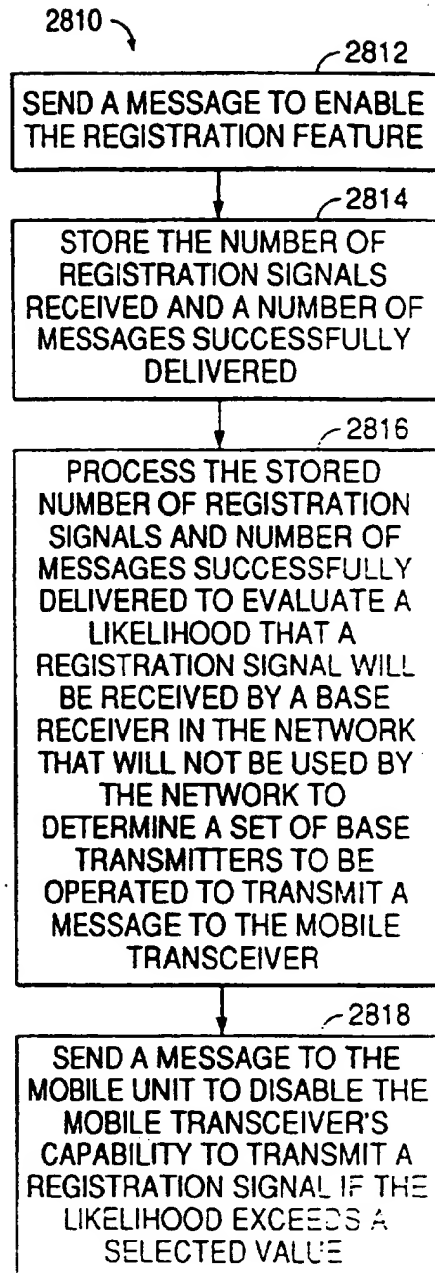 2810
2812
SEND A MESSAGE TO ENABLE
THE REGISTRATION FEATURE
2814
STORE THE NUMBER OF
REGISTRATION SIGNALS
RECEIVED AND A NUMBER OF
MESSAGES SUCCESSFULLY
DELIVERED
2816
PROCESS THE STORED
NUMBER OF REGISTRATION
SIGNALS AND NUMBER OF
MESSAGES SUCCESSFULLY
DELIVERED TO EVALUATE A
LIKELIHOOD THAT A
REGISTRATION SIGNAL WILL
BE RECEIVED BY A BASE
RECEIVER IN THE NETWORK
THAT WILL NOT BE USED BY
THE NETWORK TO
DETERMINE A SET OF BASE
TRANSMITTERS TO BE
OPERATED TO TRANSMIT A
MESSAGE TO THE MOBILE
TRANSCEIVER
2818
SEND A MESSAGE TO THE
MOBILE UNIT TO DISABLE THE
MOBILE TRANSCEIVER'S
CAPABILITY TO TRANSMIT A
REGISTRATION SIGNAL IF THE
LIKELIHOOD EXCEEDS A
SELECTED VALUE